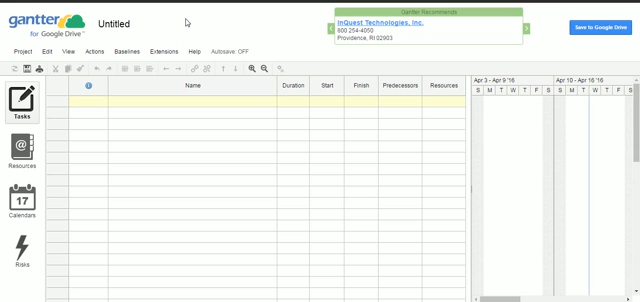 gantter
for Google Drive™
Untitled
Gantter Recommends
InQuest Technologies, Inc.
800 254-4050
Providence, RI 02903
Save to Google Drive
Project Edit View Actions Baselines Extensions Help Autosave: OFF
Name Duration Start Finish Predecessors Resources
Apr 3 - Apr 9 '16 Apr 10 - Apr 16 '16
S M T W T F S S M T W T F S
Tasks
@
Resources
17
Calendars
Risks